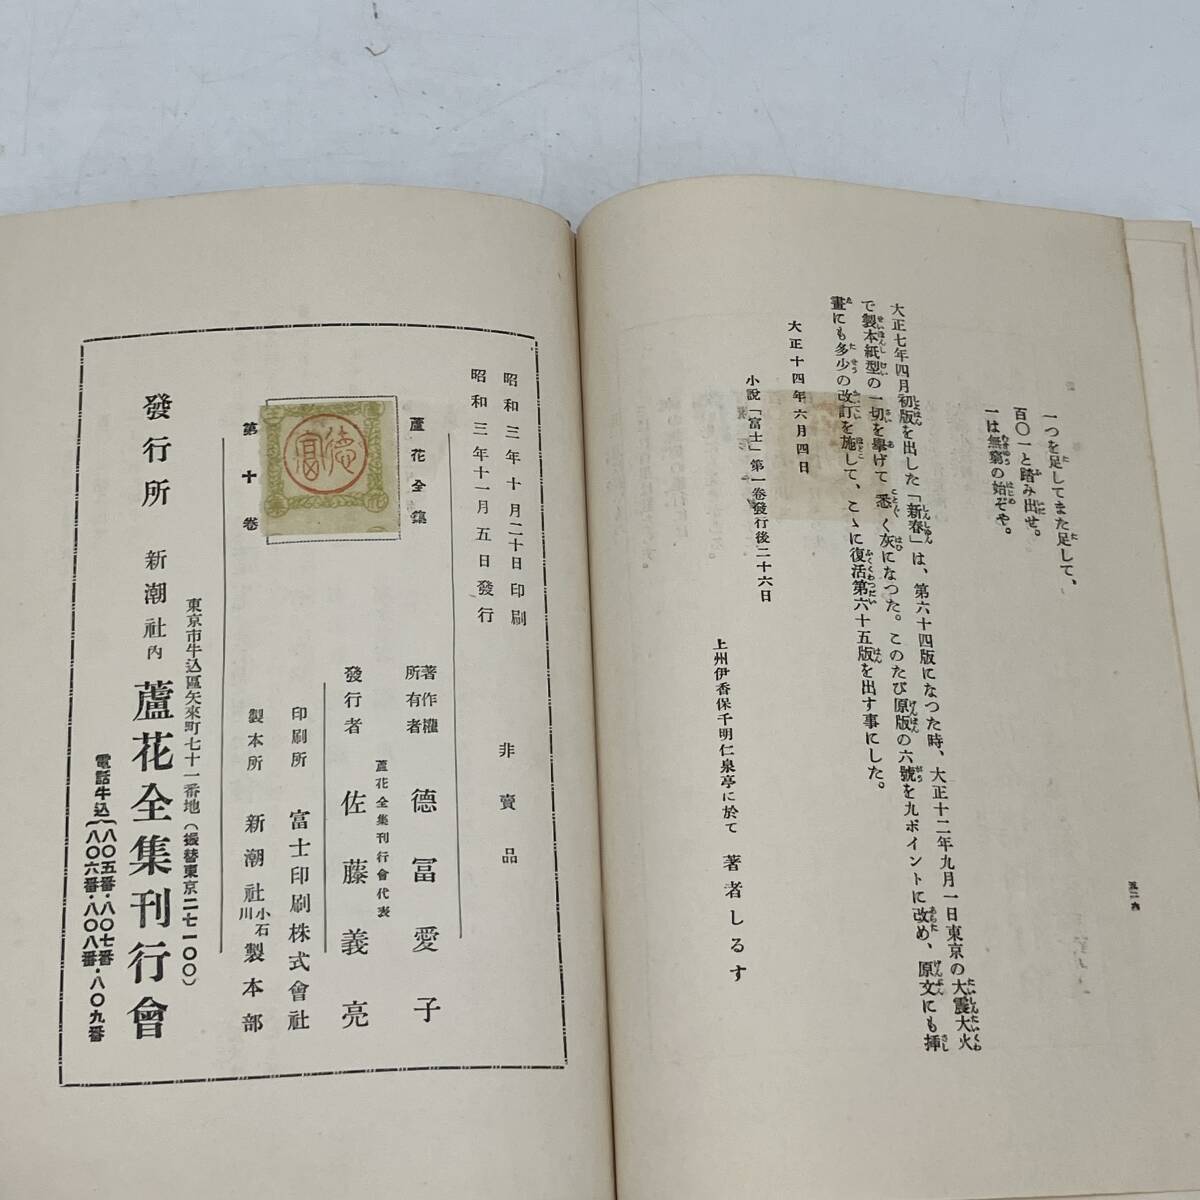 一つを足してまた足して、
百〇一と踏み出せ。
一は無窮の始ぞや。
大正七年四月初版を出した「新春」は、第六十四版になつた時、大正十二年九月一日東京の大震大火
で製本紙型の一切を擧げて悉く灰になつた。このたび原版の六號を九ポイントに改め、原文にも揷
畫にも多少の改訂を施して、こゝに復活第六十五版を出す事にした。
大正十四年六月四日
小說「富士」第一卷發行後二十六日
上州伊香保千明仁泉亭に於て 著者しるす
五二六
昭和三年十月二十日印刷
昭和三年十一月五日發行
非賣品
蘆花全集
第十卷
德富
著作權所有者 德冨愛子
蘆花全集刊行會代表
發行者 佐藤義亮
印刷所 富士印刷株式會社
製本所 新潮社小石川製本部
東京市牛込區矢來町七十一番地(振替東京二七一〇〇)
發行所 新潮社內 蘆花全集刊行會
電話牛込(八〇五番・八〇七番・八〇九番
八〇六番・八〇八番